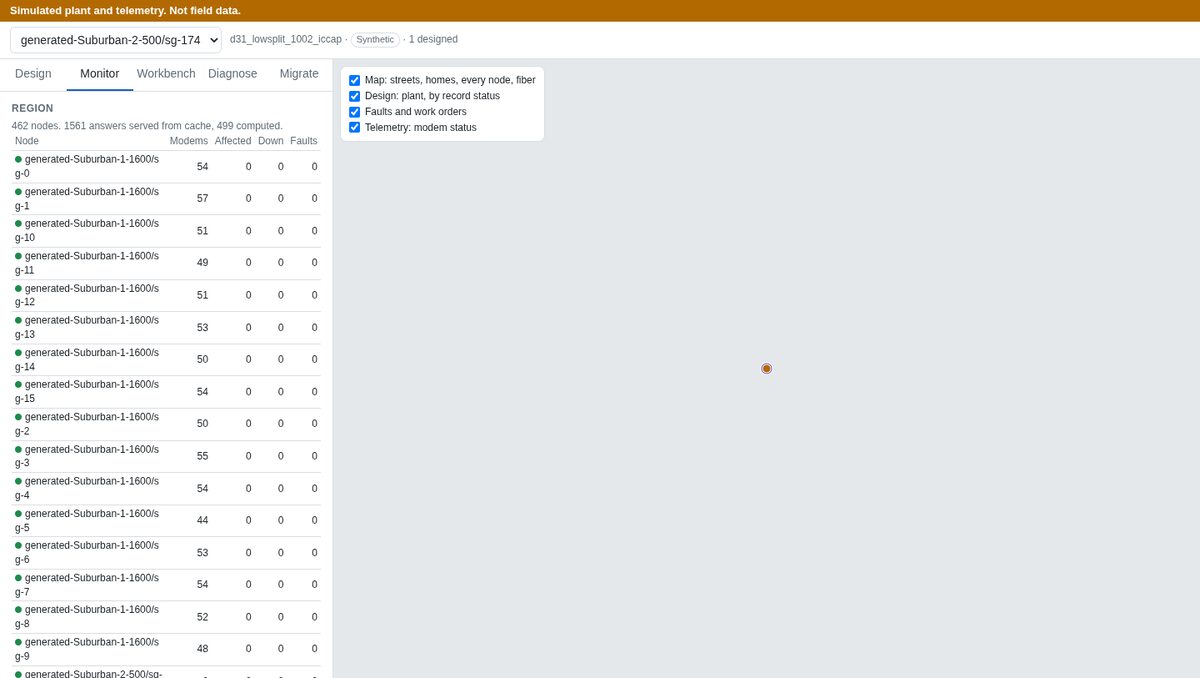 Simulated plant and telemetry. Not field data.
generated-Suburban-2-500/sg-174
d31_lowsplit_1002_iccap · Synthetic · 1 designed
Design Monitor Workbench Diagnose Migrate
REGION
462 nodes. 1561 answers served from cache, 499 computed.
Node Modems Affected Down Faults
generated-Suburban-1-1600/s
g-0 54 0 0 0
generated-Suburban-1-1600/s
g-1 57 0 0 0
generated-Suburban-1-1600/s
g-10 51 0 0 0
generated-Suburban-1-1600/s
g-11 49 0 0 0
generated-Suburban-1-1600/s
g-12 51 0 0 0
generated-Suburban-1-1600/s
g-13 53 0 0 0
generated-Suburban-1-1600/s
g-14 50 0 0 0
generated-Suburban-1-1600/s
g-15 54 0 0 0
generated-Suburban-1-1600/s
g-2 50 0 0 0
generated-Suburban-1-1600/s
g-3 55 0 0 0
generated-Suburban-1-1600/s
g-4 54 0 0 0
generated-Suburban-1-1600/s
g-5 44 0 0 0
generated-Suburban-1-1600/s
g-6 53 0 0 0
generated-Suburban-1-1600/s
g-7 54 0 0 0
generated-Suburban-1-1600/s
g-8 52 0 0 0
generated-Suburban-1-1600/s
g-9 48 0 0 0
generated-Suburban-2-500/sg-
Map: streets, homes, every node, fiber
Design: plant, by record status
Faults and work orders
Telemetry: modem status